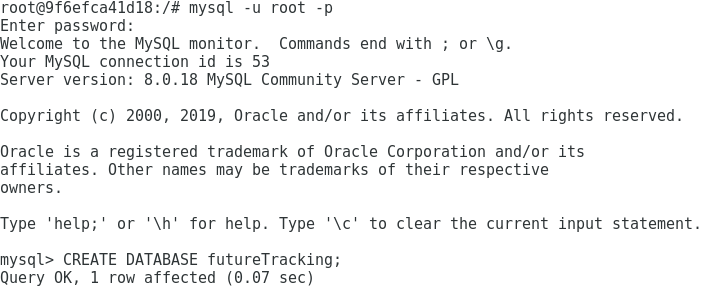 root@9f6efca41d18:/# mysql -u root -p
Enter password:
Welcome to the MySQL monitor.  Commands end with ; or \g.
Your MySQL connection id is 53
Server version: 8.0.18 MySQL Community Server - GPL

Copyright (c) 2000, 2019, Oracle and/or its affiliates. All rights reserved.

Oracle is a registered trademark of Oracle Corporation and/or its
affiliates. Other names may be trademarks of their respective
owners.

Type 'help;' or '\h' for help. Type '\c' to clear the current input statement.

mysql> CREATE DATABASE futureTracking;
Query OK, 1 row affected (0.07 sec)